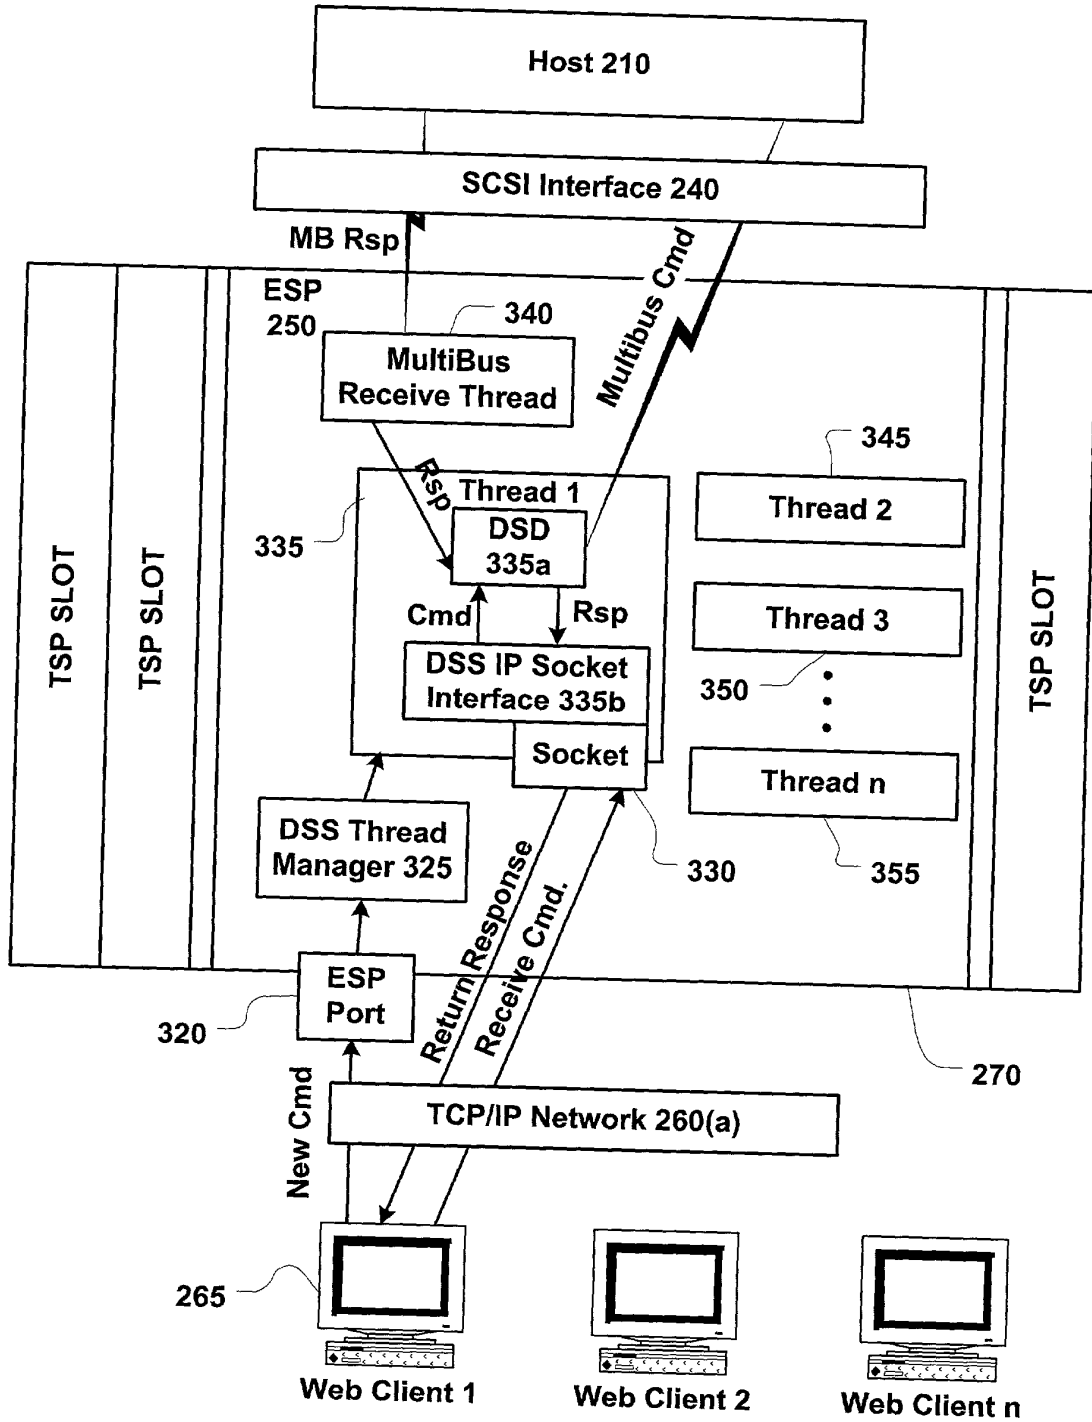 Host 210
SCSI Interface 240
MB Rsp
Multibus Cmd
ESP
250
340
MultiBus
Receive Thread
345
Rsp
Thread 1
335
DSD
335a
Thread 2
Cmd
Rsp
Thread 3
DSS IP Socket
Interface 335b
350
Socket
Thread n
TSP SLOT
TSP SLOT
TSP SLOT
DSS Thread
Manager 325
330
355
Return Response
Receive Cmd.
ESP
Port
320
270
New Cmd
TCP/IP Network 260(a)
265
Web Client 1
Web Client 2
Web Client n